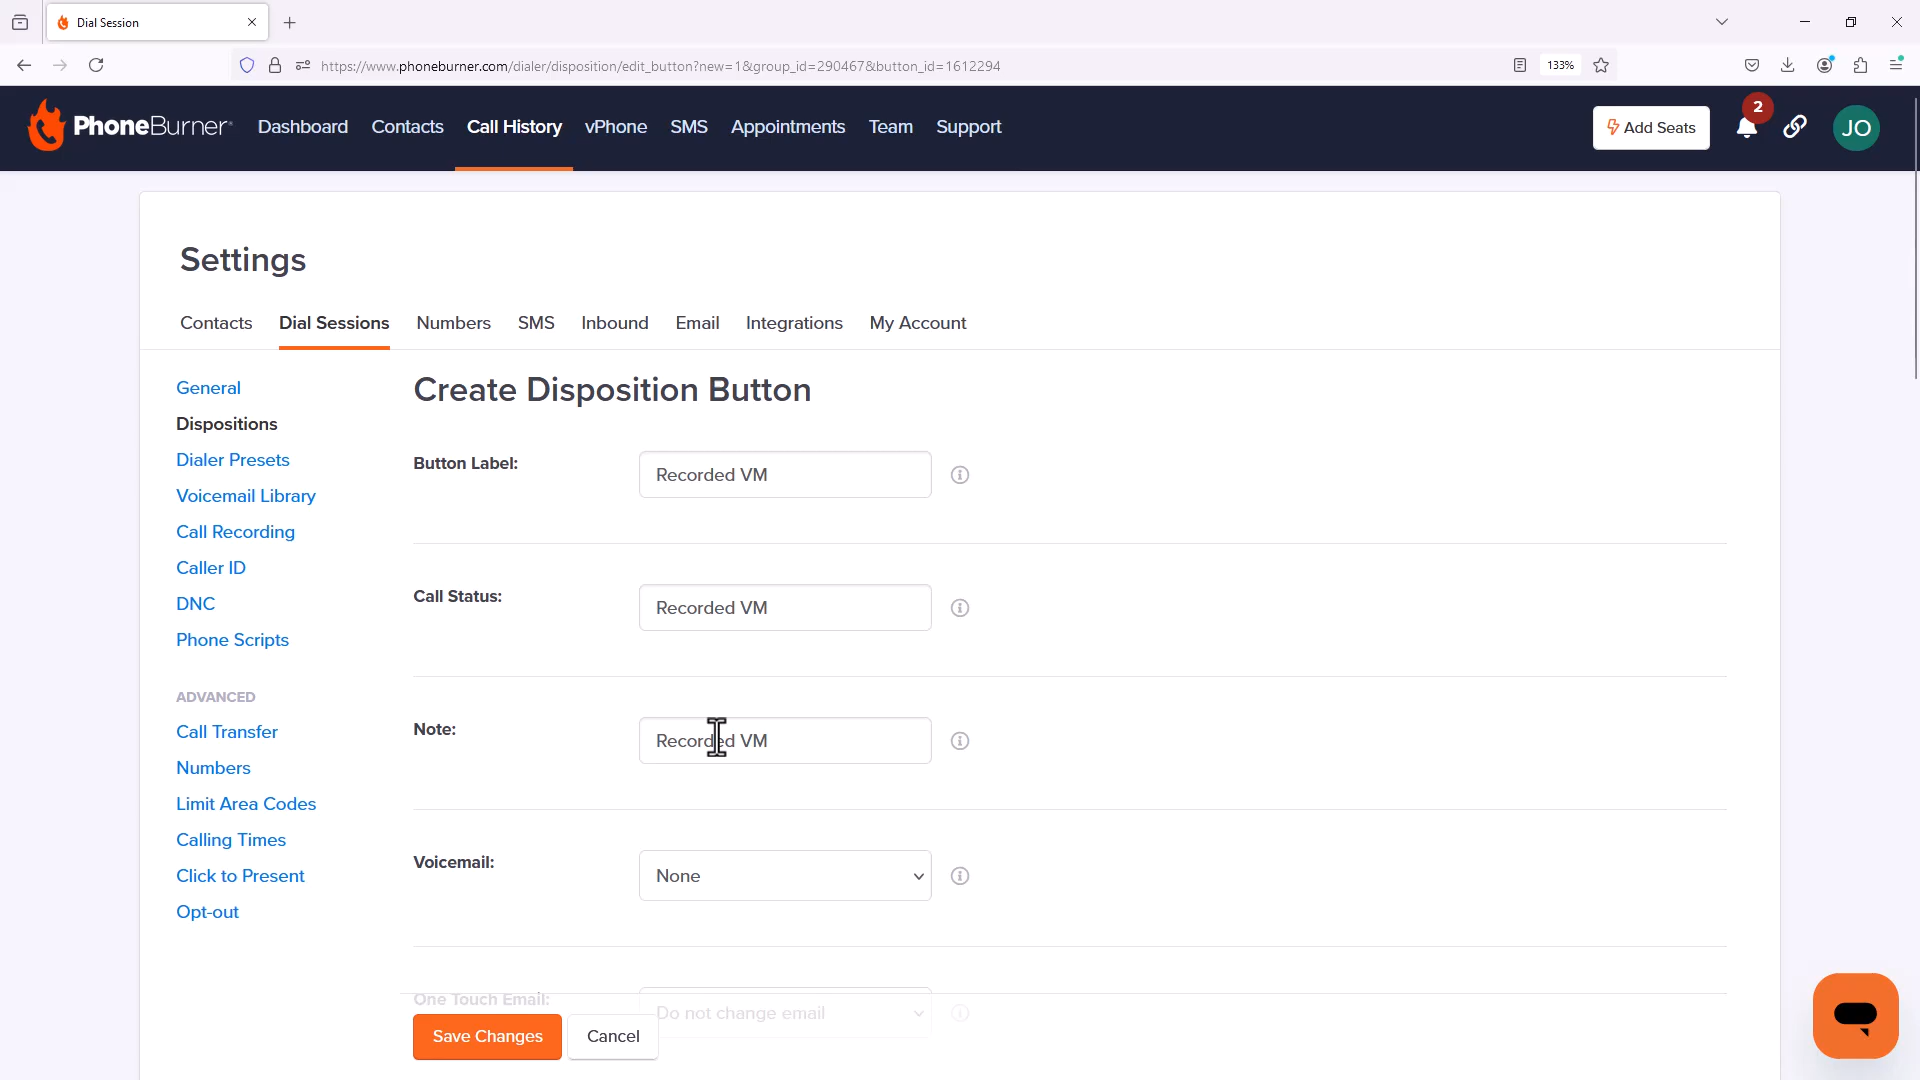 Dial Session
https://www.phoneburner.com/dialer/disposition/edit_button?new=1&group_id=290467&button_id=1612294
133%
PhoneBurner
Dashboard
Contacts
Call History
vPhone
SMS
Appointments
Team
Support
Add Seats
2
JO
Settings
Contacts
Dial Sessions
Numbers
SMS
Inbound
Email
Integrations
My Account
General
Dispositions
Dialer Presets
Voicemail Library
Call Recording
Caller ID
DNC
Phone Scripts
ADVANCED
Call Transfer
Numbers
Limit Area Codes
Calling Times
Click to Present
Opt-out
Create Disposition Button
Button Label:
Recorded VM
Call Status:
Recorded VM
Note:
Recorded VM
Voicemail:
None
One Touch Email:
Do not change email
Save Changes
Cancel